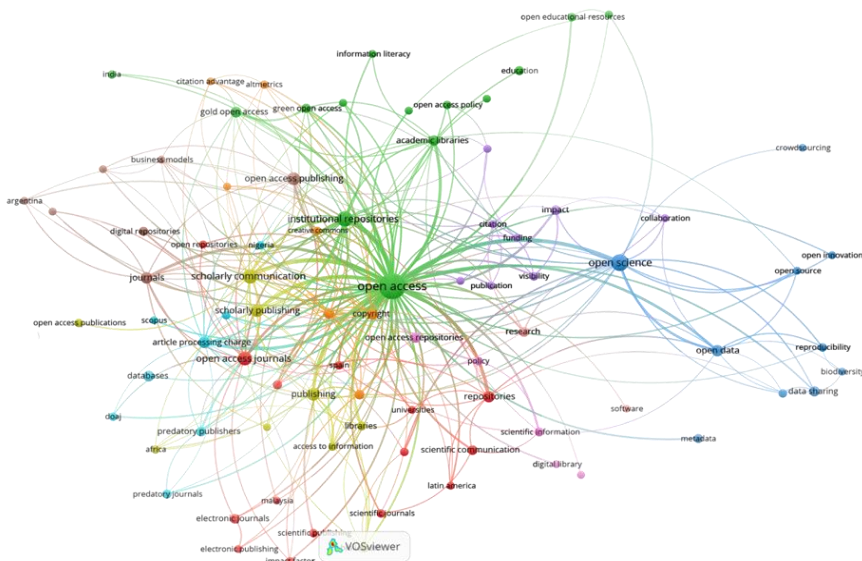 open educational resources
information literacy
education
india
citation advantage
altmetrics
gold open access
green open access
open access policy
academic libraries
crowdsourcing
business models
open access publishing
argentina
institutional repositories
creative commons
citation
impact
collaboration
funding
digital repositories
open repositories
nigeria
open innovation
open science
open source
journals
scholarly communication
visibility
open access
publication
scholarly publishing
copyright
open access publications
scopus
research
article processing charge
open access repositories
open data
reproducibility
open access journals
spain
policy
biodiversity
databases
publishing
repositories
data sharing
universities
software
doaj
predatory publishers
libraries
scientific information
metadata
africa
access to information
scientific communication
digital library
predatory journals
latin america
malaysia
electronic journals
scientific journals
scientific publishing
electronic publishing
VOSviewer
impact factor